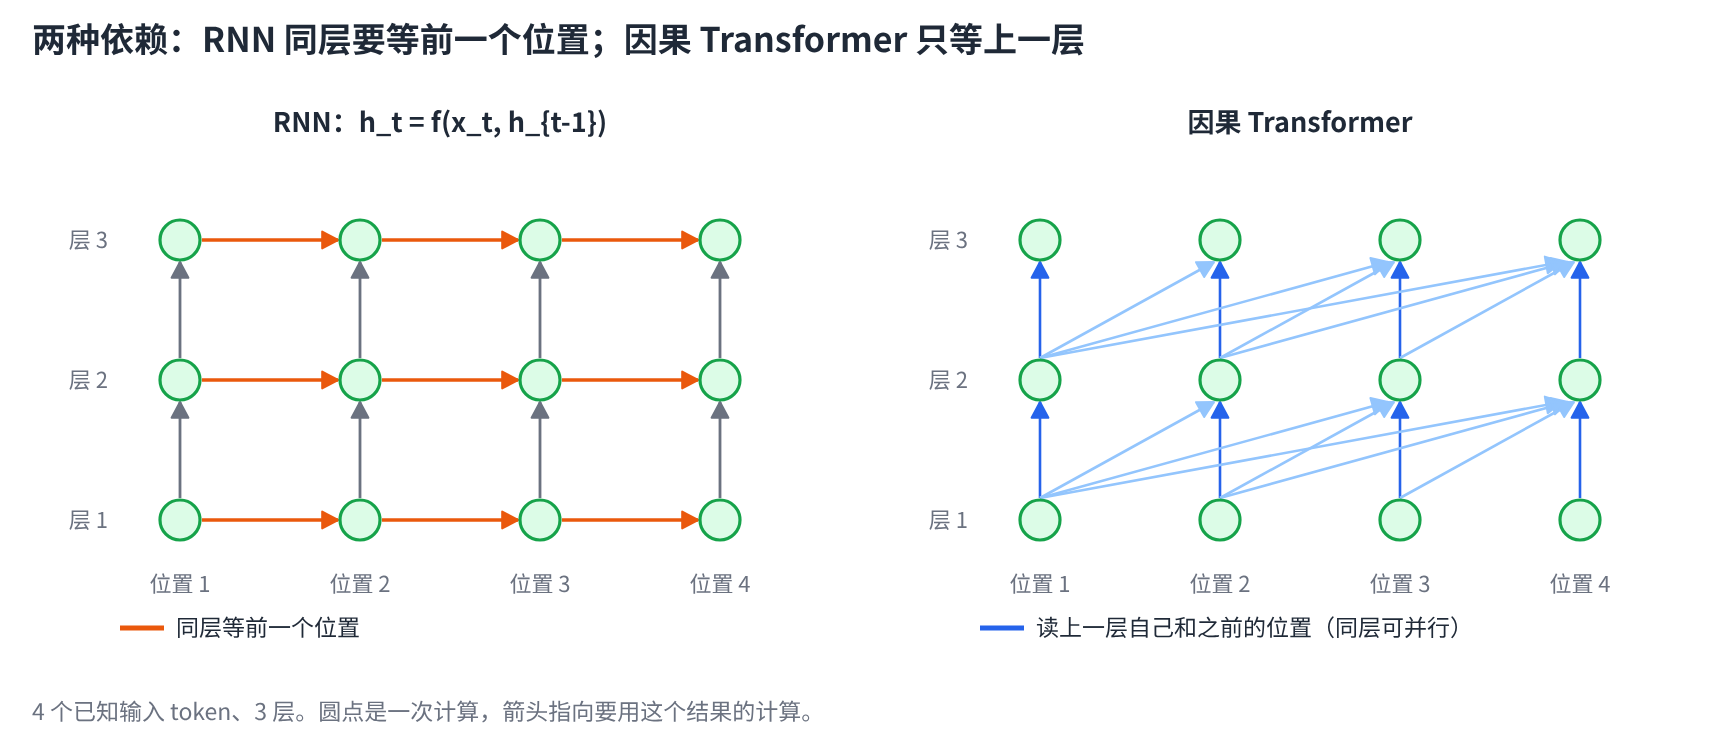 两种依赖：RNN 同层要等前一个位置；因果 Transformer 只等上一层
RNN：h_t = f(x_t, h_{t-1})
层 3
层 2
层 1
位置 1
位置 2
位置 3
位置 4
同层等前一个位置
因果 Transformer
层 3
层 2
层 1
位置 1
位置 2
位置 3
位置 4
读上一层自己和之前的位置（同层可并行）
4 个已知输入 token、3 层。圆点是一次计算，箭头指向要用这个结果的计算。